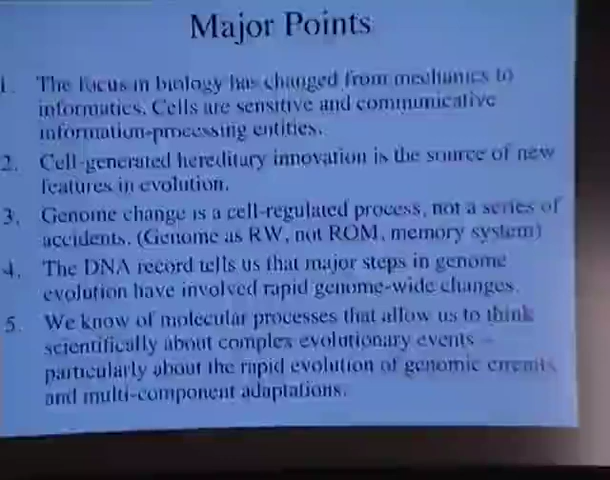 Major Points
1. The focus in biology has changed from mechanics to
informatics. Cells are sensitive and communicative
information-processing entities.
2. Cell-generated hereditary innovation is the source of new
features in evolution.
3. Genome change is a cell-regulated process, not a series of
accidents. (Genome as RW, not ROM, memory system)
4. The DNA record tells us that major steps in genome
evolution have involved rapid genome-wide changes.
5. We know of molecular processes that allow us to think
scientifically about complex evolutionary events –
particularly about the rapid evolution of genomic circuits
and multi-component adaptations.